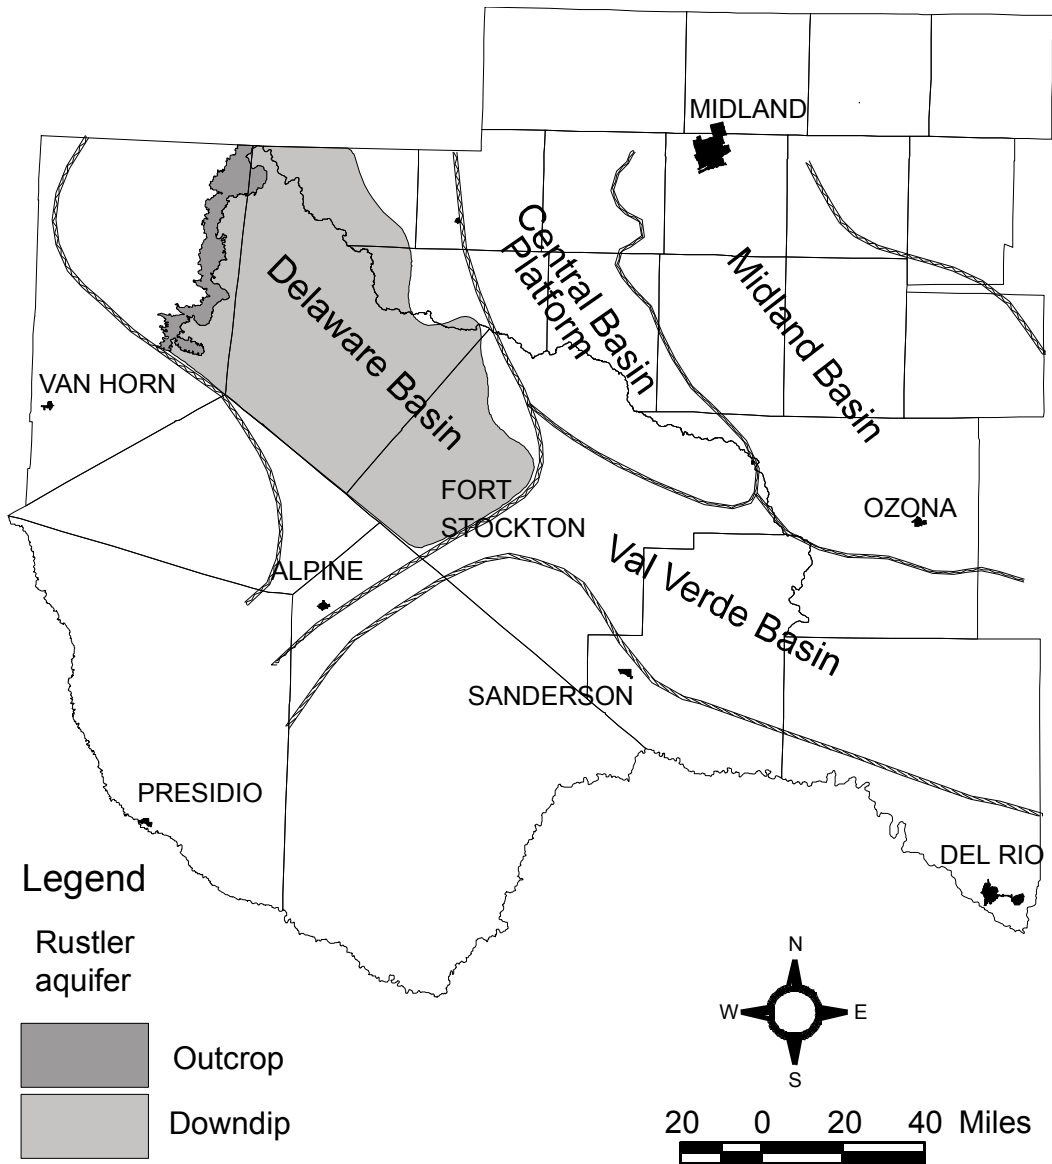 MIDLAND
Central Basin
Platform
Midland Basin
Delaware Basin
VAN HORN
FORT
STOCKTON
OZONA
ALPINE
Val Verde Basin
SANDERSON
PRESIDIO
DEL RIO
Legend
Rustler
aquifer
Outcrop
Downdip
N
W
E
S
20 0 20 40 Miles